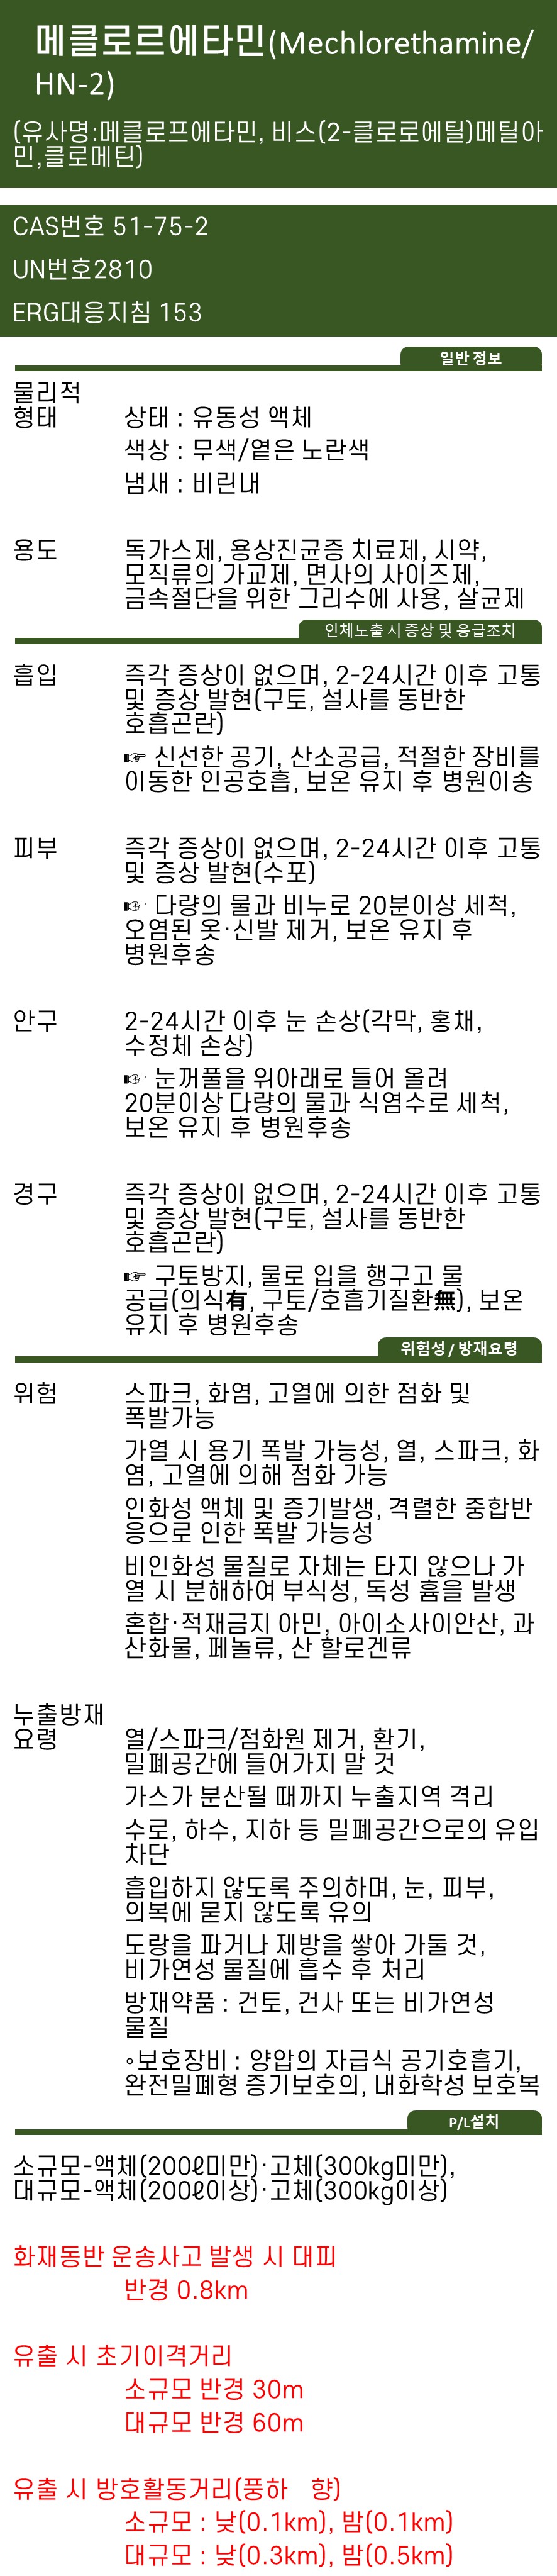 메클로르에타민(Mechlorethamine/
HN-2)
(유사명:메클로프에타민, 비스(2-클로로에틸)메틸아
민,클로메틴)
CAS번호 51-75-2
UN번호2810
ERG대응지침 153
일반 정보
물리적
형태 상태 : 유동성 액체
색상 : 무색/옅은 노란색
냄새 : 비린내
용도 독가스제, 용상진균증 치료제, 시약,
모직류의 가교제, 면사의 사이즈제,
금속절단을 위한 그리수에 사용, 살균제
인체노출 시 증상 및 응급조치
흡입 즉각 증상이 없으며, 2-24시간 이후 고통
및 증상 발현(구토, 설사를 동반한
호흡곤란)
☞ 신선한 공기, 산소공급, 적절한 장비를
이동한 인공호흡, 보온 유지 후 병원이송
피부 즉각 증상이 없으며, 2-24시간 이후 고통
및 증상 발현(수포)
☞ 다량의 물과 비누로 20분이상 세척,
오염된 옷·신발 제거, 보온 유지 후
병원후송
안구 2-24시간 이후 눈 손상(각막, 홍채,
수정체 손상)
☞ 눈꺼풀을 위아래로 들어 올려
20분이상 다량의 물과 식염수로 세척,
보온 유지 후 병원후송
경구 즉각 증상이 없으며, 2-24시간 이후 고통
및 증상 발현(구토, 설사를 동반한
호흡곤란)
☞ 구토방지, 물로 입을 행구고 물
공급(의식有, 구토/호흡기질환無), 보온
유지 후 병원후송
위험성 / 방재요령
위험 스파크, 화염, 고열에 의한 점화 및
폭발가능
가열 시 용기 폭발 가능성, 열, 스파크, 화
염, 고열에 의해 점화 가능
인화성 액체 및 증기발생, 격렬한 중합반
응으로 인한 폭발 가능성
비인화성 물질로 자체는 타지 않으나 가
열 시 분해하여 부식성, 독성 흄을 발생
혼합·적재금지 아민, 아이소사이안산, 과
산화물, 페놀류, 산 할로겐류
누출방재
요령 열/스파크/점화원 제거, 환기,
밀폐공간에 들어가지 말 것
가스가 분산될 때까지 누출지역 격리
수로, 하수, 지하 등 밀폐공간으로의 유입
차단
흡입하지 않도록 주의하며, 눈, 피부,
의복에 묻지 않도록 유의
도랑을 파거나 제방을 쌓아 가둘 것,
비가연성 물질에 흡수 후 처리
방재약품 : 건토, 건사 또는 비가연성
물질
◦보호장비 : 양압의 자급식 공기호흡기,
완전밀폐형 증기보호의, 내화학성 보호복
P/L설치
소규모-액체(200ℓ미만)·고체(300kg미만),
대규모-액체(200ℓ이상)·고체(300kg이상)
화재동반 운송사고 발생 시 대피
반경 0.8km
유출 시 초기이격거리
소규모 반경 30m
대규모 반경 60m
유출 시 방호활동거리(풍하 향)
소규모 : 낮(0.1km), 밤(0.1km)
대규모 : 낮(0.3km), 밤(0.5km)